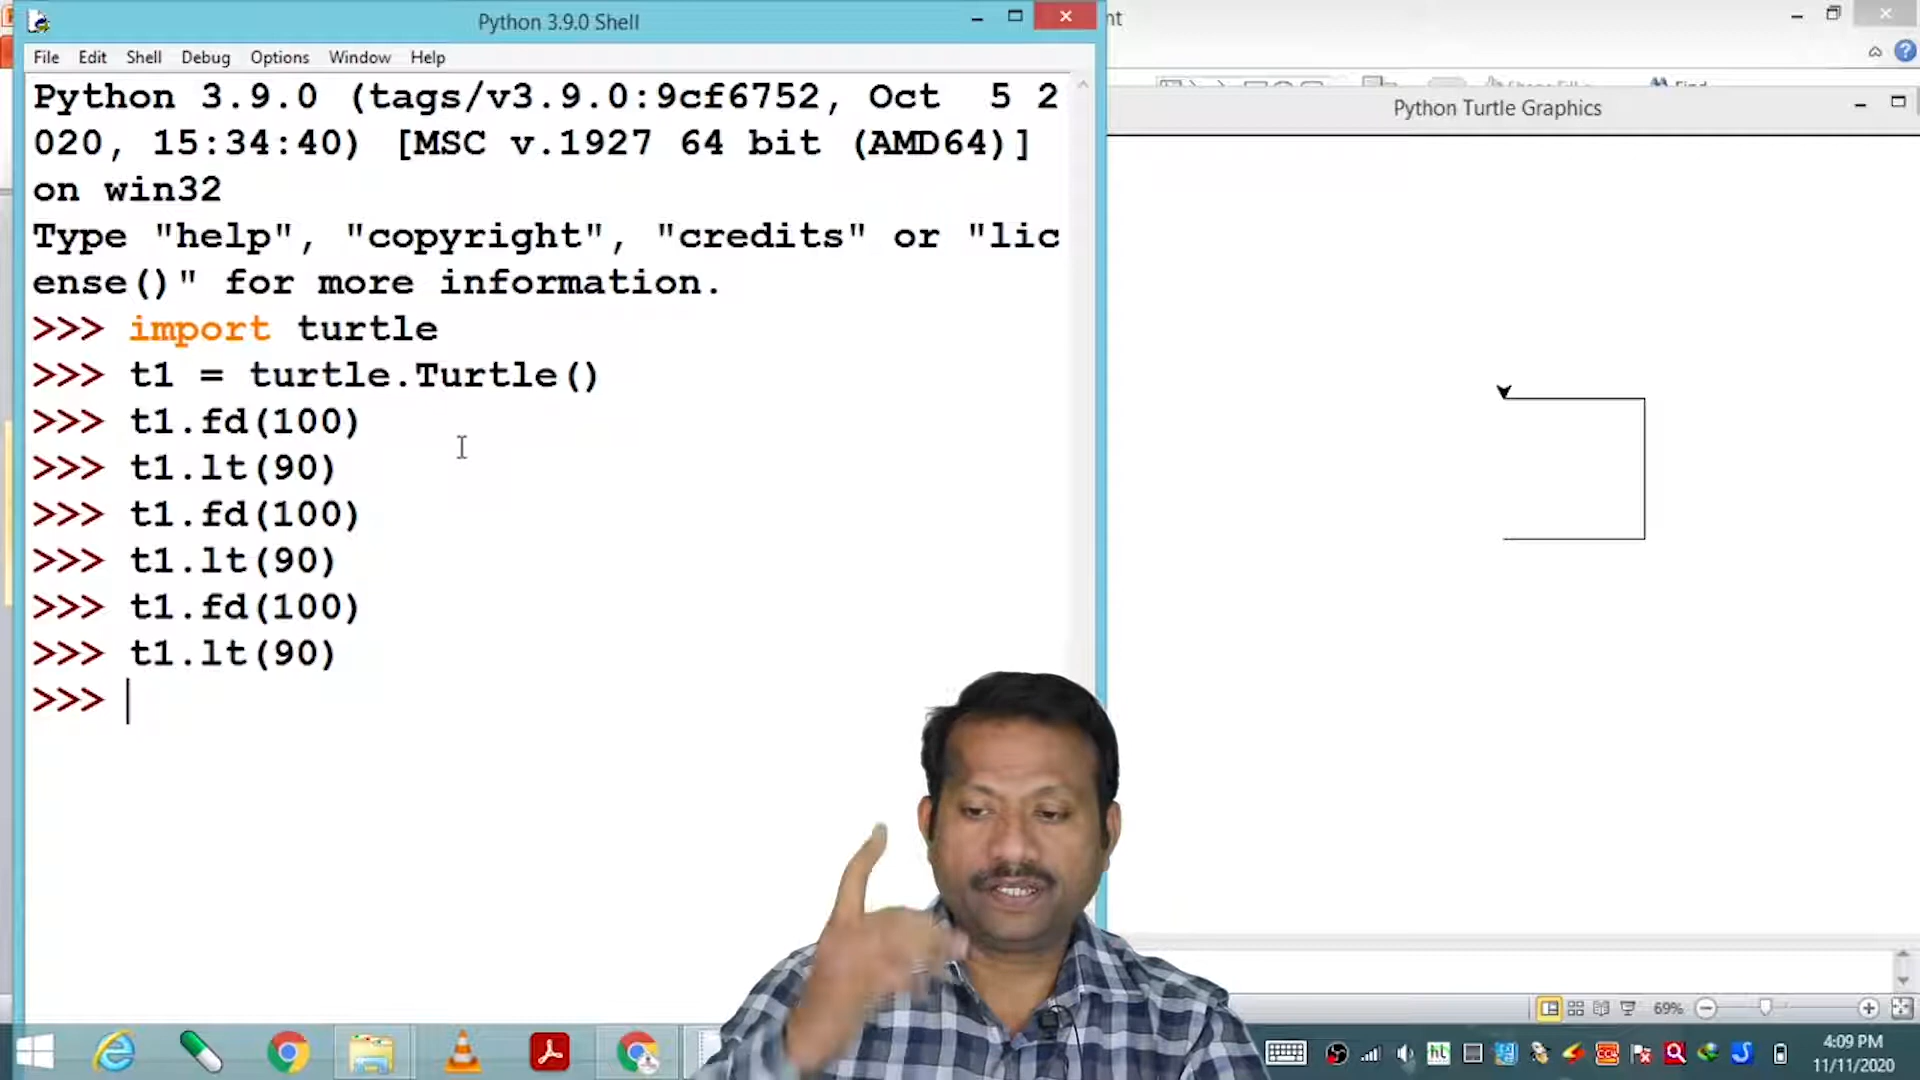 Python 3.9.0 Shell
File Edit Shell Debug Options Window Help
Python 3.9.0 (tags/v3.9.0:9cf6752, Oct  5 2
020, 15:34:40) [MSC v.1927 64 bit (AMD64)]
on win32
Type "help", "copyright", "credits" or "lic
ense()" for more information.
>>> import turtle
>>> t1 = turtle.Turtle()
>>> t1.fd(100)
>>> t1.lt(90)
>>> t1.fd(100)
>>> t1.lt(90)
>>> t1.fd(100)
>>> t1.lt(90)
>>>
nt
Find
Python Turtle Graphics
69%
4:09 PM
11/11/2020